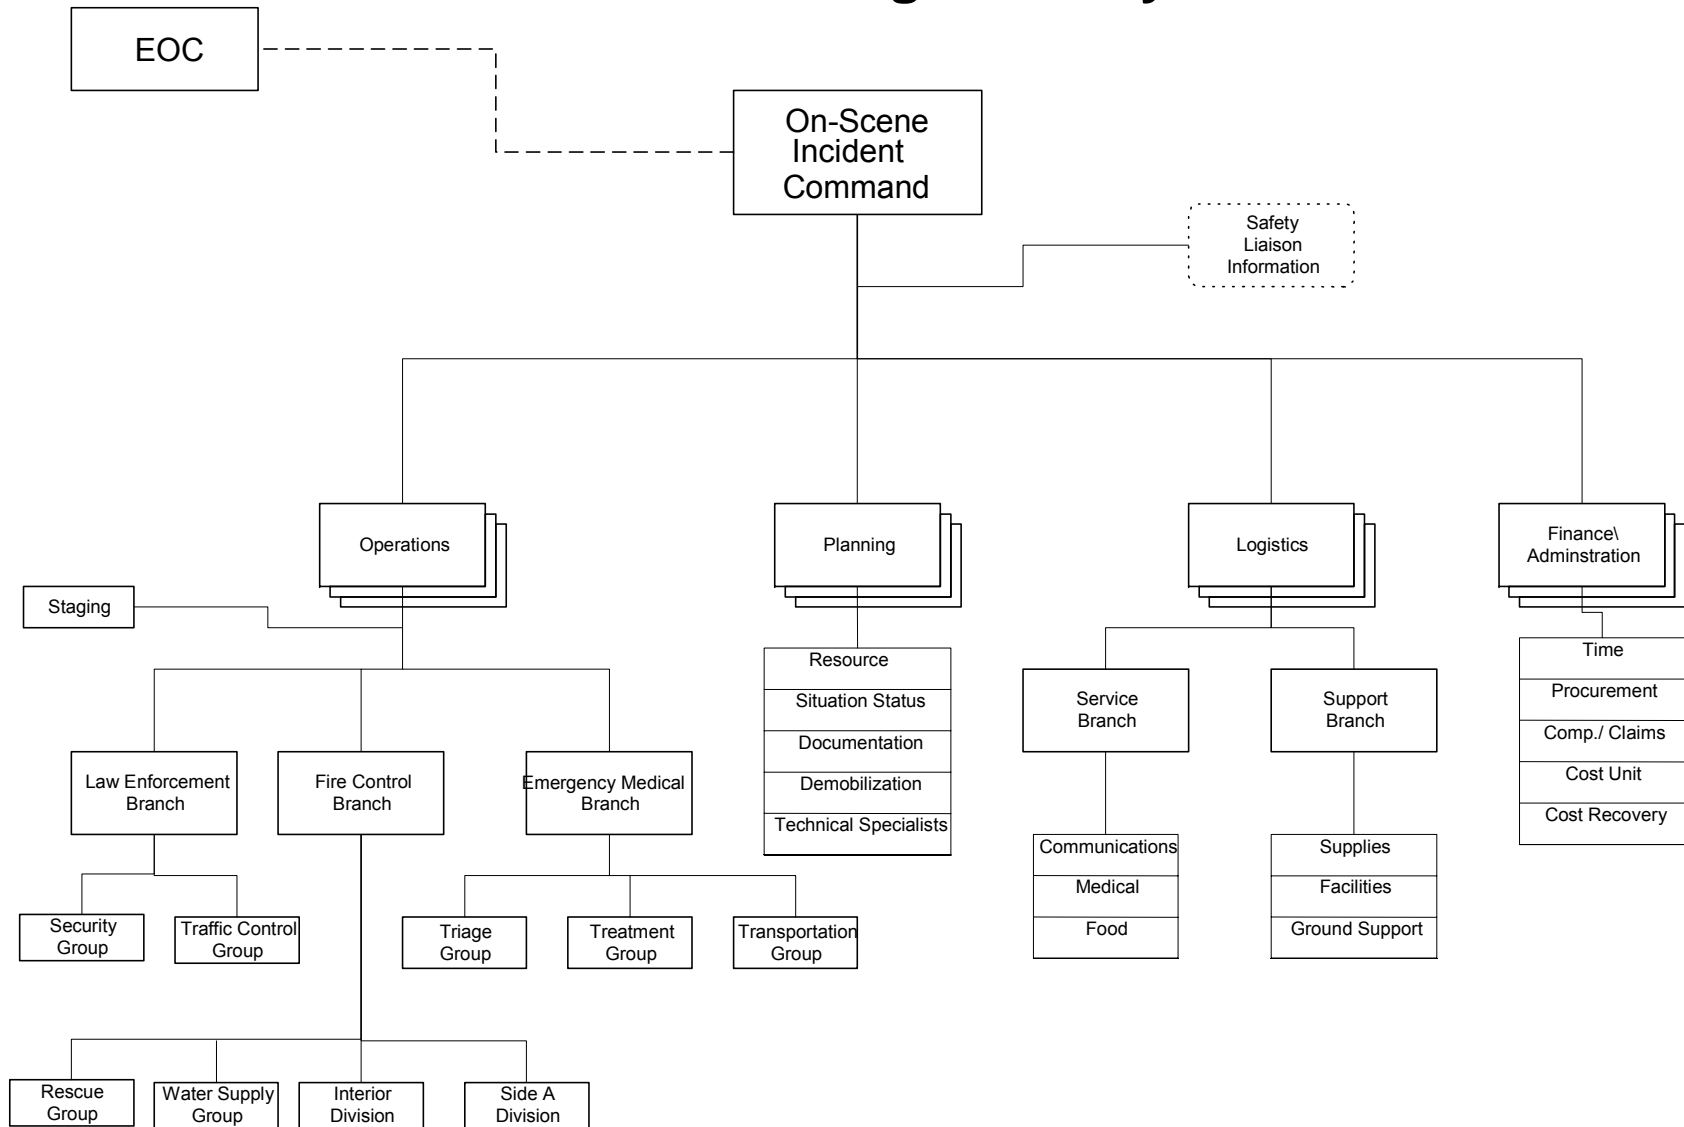 EOC
On-Scene
Incident
Command
Safety
Liaison
Information
Operations
Planning
Logistics
Finance\
Adminstration
Staging
Resource
Situation Status
Documentation
Demobilization
Technical Specialists
Service
Branch
Support
Branch
Time
Procurement
Comp./ Claims
Cost Unit
Cost Recovery
Law Enforcement
Branch
Fire Control
Branch
Emergency Medical
Branch
Communications
Medical
Food
Supplies
Facilities
Ground Support
Security
Group
Traffic Control
Group
Triage
Group
Treatment
Group
Transportation
Group
Rescue
Group
Water Supply
Group
Interior
Division
Side A
Division